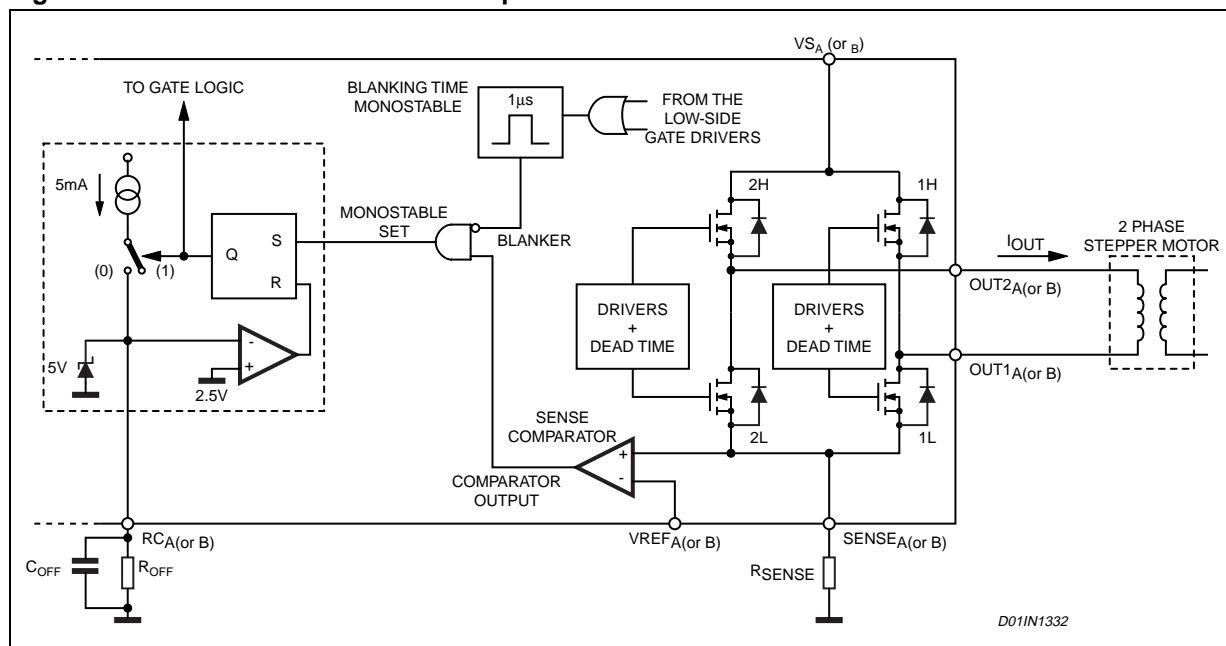 VSA (or B)
TO GATE LOGIC
BLANKING TIME
MONOSTABLE
1μs
FROM THE
LOW-SIDE
GATE DRIVERS
5mA
2H
1H
MONOSTABLE
SET
BLANKER
IOUT
2 PHASE
STEPPER MOTOR
Q
S
R
(0)
(1)
DRIVERS
+
DEAD TIME
DRIVERS
+
DEAD TIME
OUT2A(or B)
OUT1A(or B)
5V
-
+
2.5V
SENSE
COMPARATOR
+
-
2L
1L
COMPARATOR
OUTPUT
RCA(or B)
VREFA(or B)
SENSEA(or B)
COFF
ROFF
RSENSE
D01IN1332